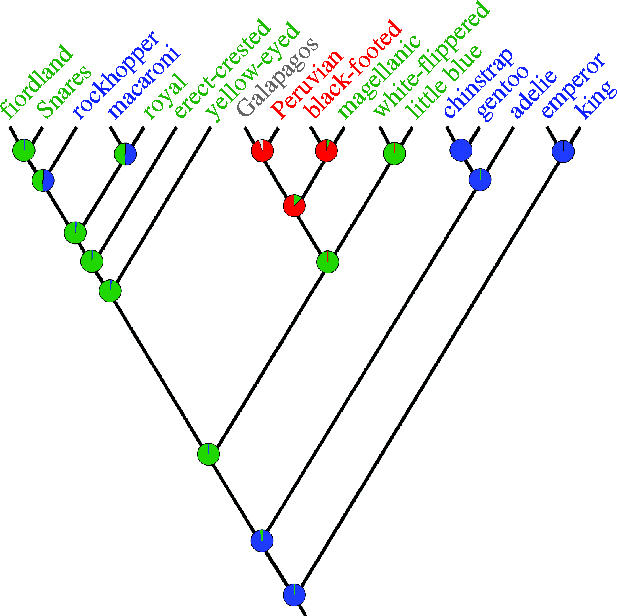 fiordland
Snares
rockhopper
macaroni
royal
erect-crested
yellow-eyed
Galapagos
Peruvian
black-footed
magellanic
white-flippered
little blue
chinstrap
gentoo
adelie
emperor
king